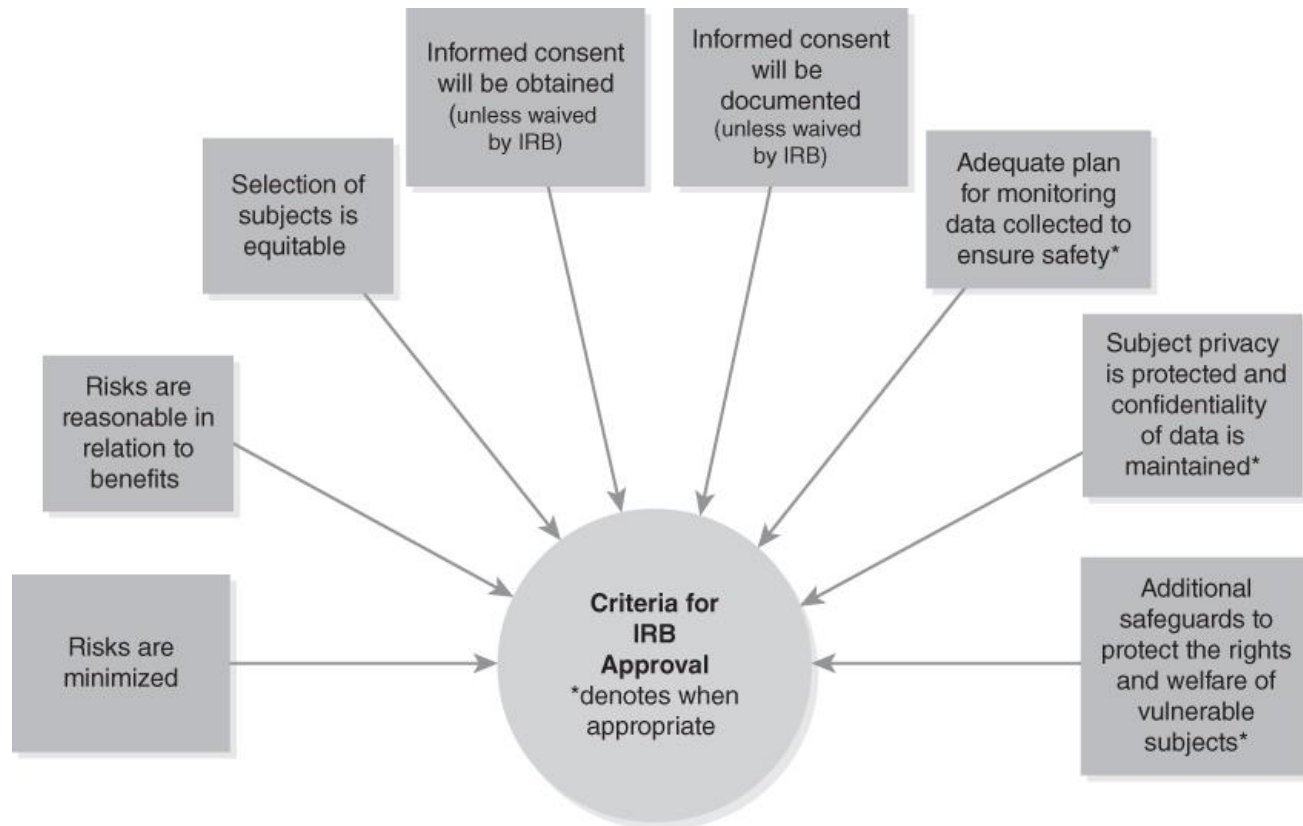 Informed consent
will be obtained
(unless waived
by IRB)
Informed consent
will be
documented
(unless waived
by IRB)
Selection of
subjects is
equitable
Adequate plan
for monitoring
data collected to
ensure safety*
Risks are
reasonable in
relation to
benefits
Subject privacy
is protected and
confidentiality
of data is
maintained*
Risks are
minimized
Criteria for
IRB
Approval
*denotes when
appropriate
Additional
safeguards to
protect the rights
and welfare of
vulnerable
subjects*